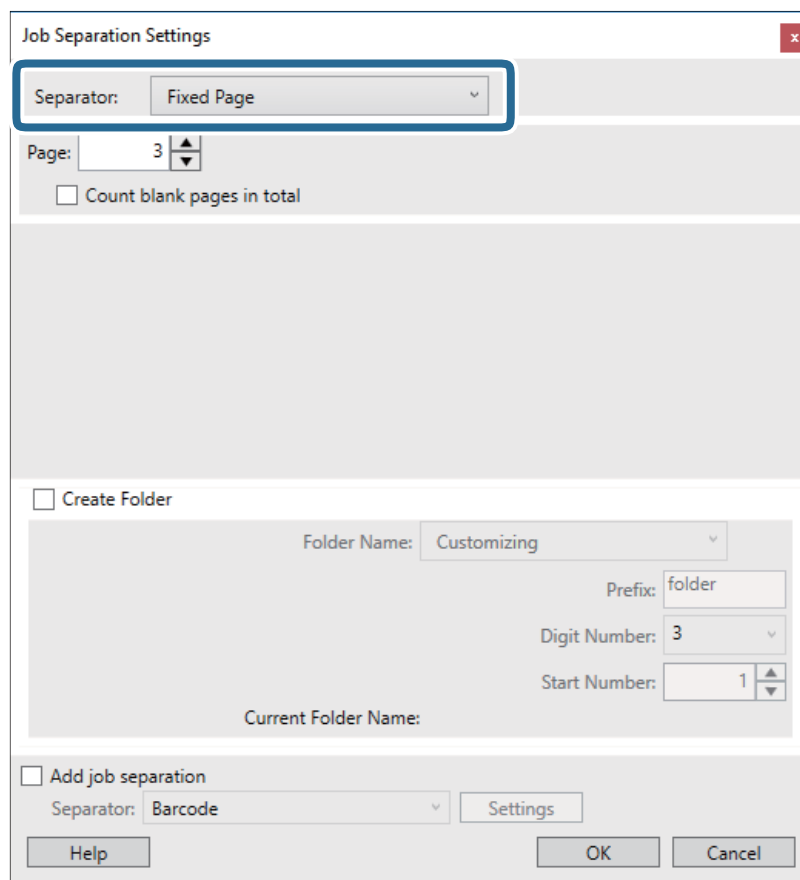 Job Separation Settings
x
Separator: Fixed Page
Page: 3
Count blank pages in total
Create Folder
Folder Name: Customizing
Prefix: folder
Digit Number: 3
Start Number: 1
Current Folder Name:
Add job separation
Separator: Barcode Settings
Help OK Cancel